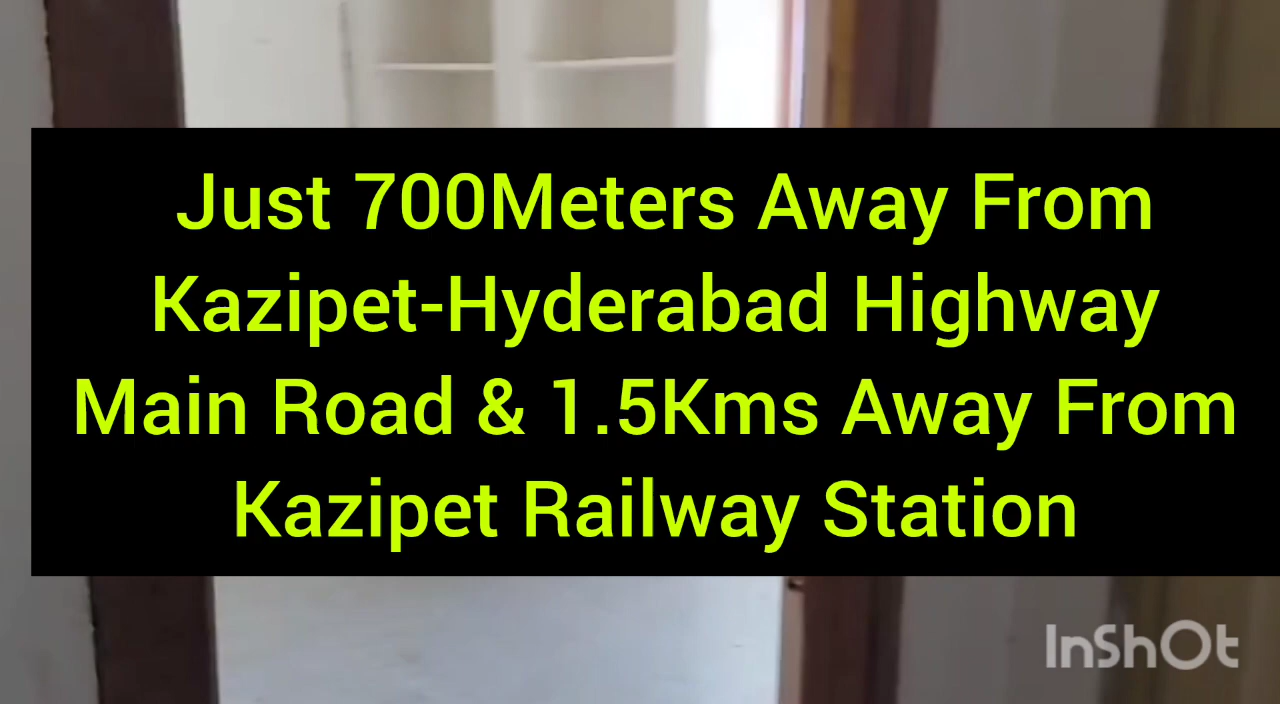 Just 700Meters Away From
Kazipet-Hyderabad Highway
Main Road & 1.5Kms Away From
Kazipet Railway Station
InShOt